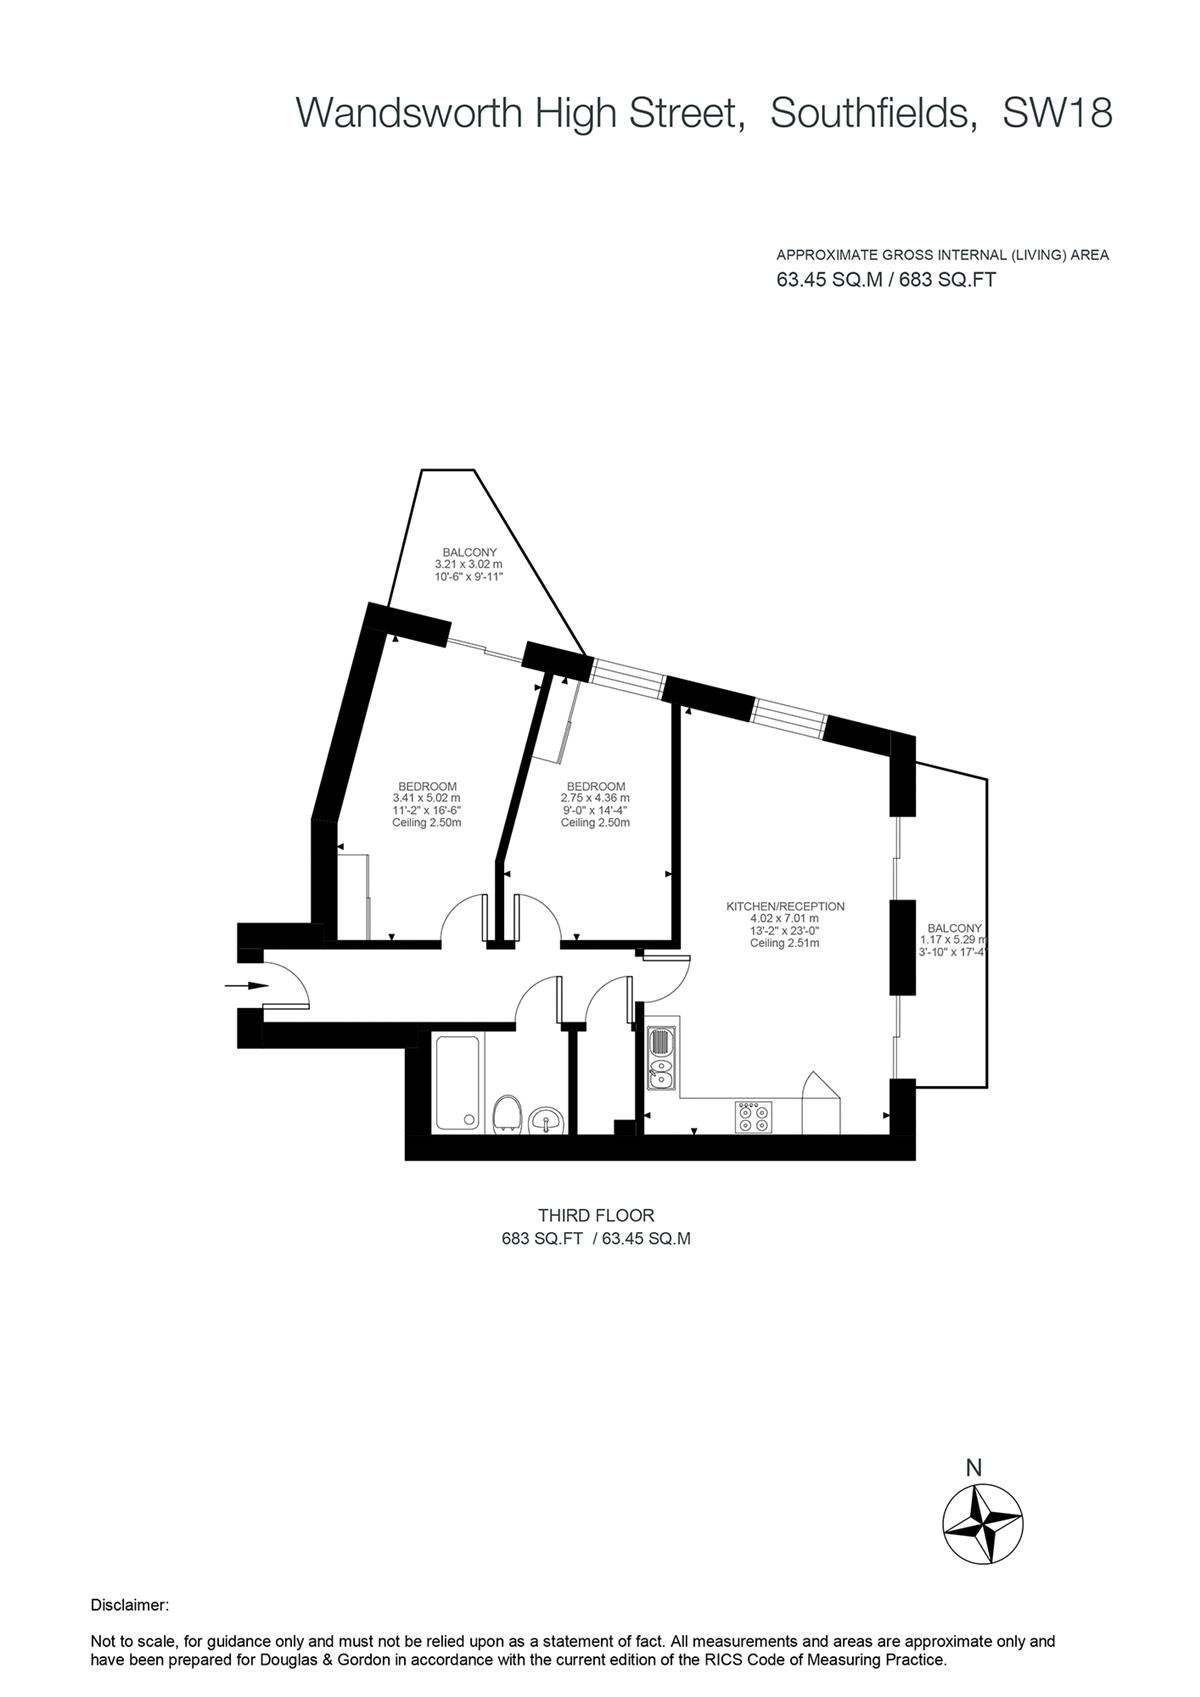 Wandsworth High Street, Southfields, SW18
APPROXIMATE GROSS INTERNAL (LIVING) AREA
63.45 SQ.M / 683 SQ.FT
BALCONY
3.21 x 3.02 m
10'-6" x 9'-11"
BEDROOM
3.41 x 5.02 m
11'-2" x 16'-6"
Ceiling 2.50m
BEDROOM
2.75 x 4.36 m
9'-0" x 14'-4"
Ceiling 2.50m
KITCHEN/RECEPTION
4.02 x 7.01 m
13'-2" x 23'-0"
Ceiling 2.51m
BALCONY
1.17 x 5.29 m
3'-10" x 17'-4"
THIRD FLOOR
683 SQ.FT / 63.45 SQ.M
N
Disclaimer:
Not to scale, for guidance only and must not be relied upon as a statement of fact. All measurements and areas are approximate only and
have been prepared for Douglas & Gordon in accordance with the current edition of the RICS Code of Measuring Practice.